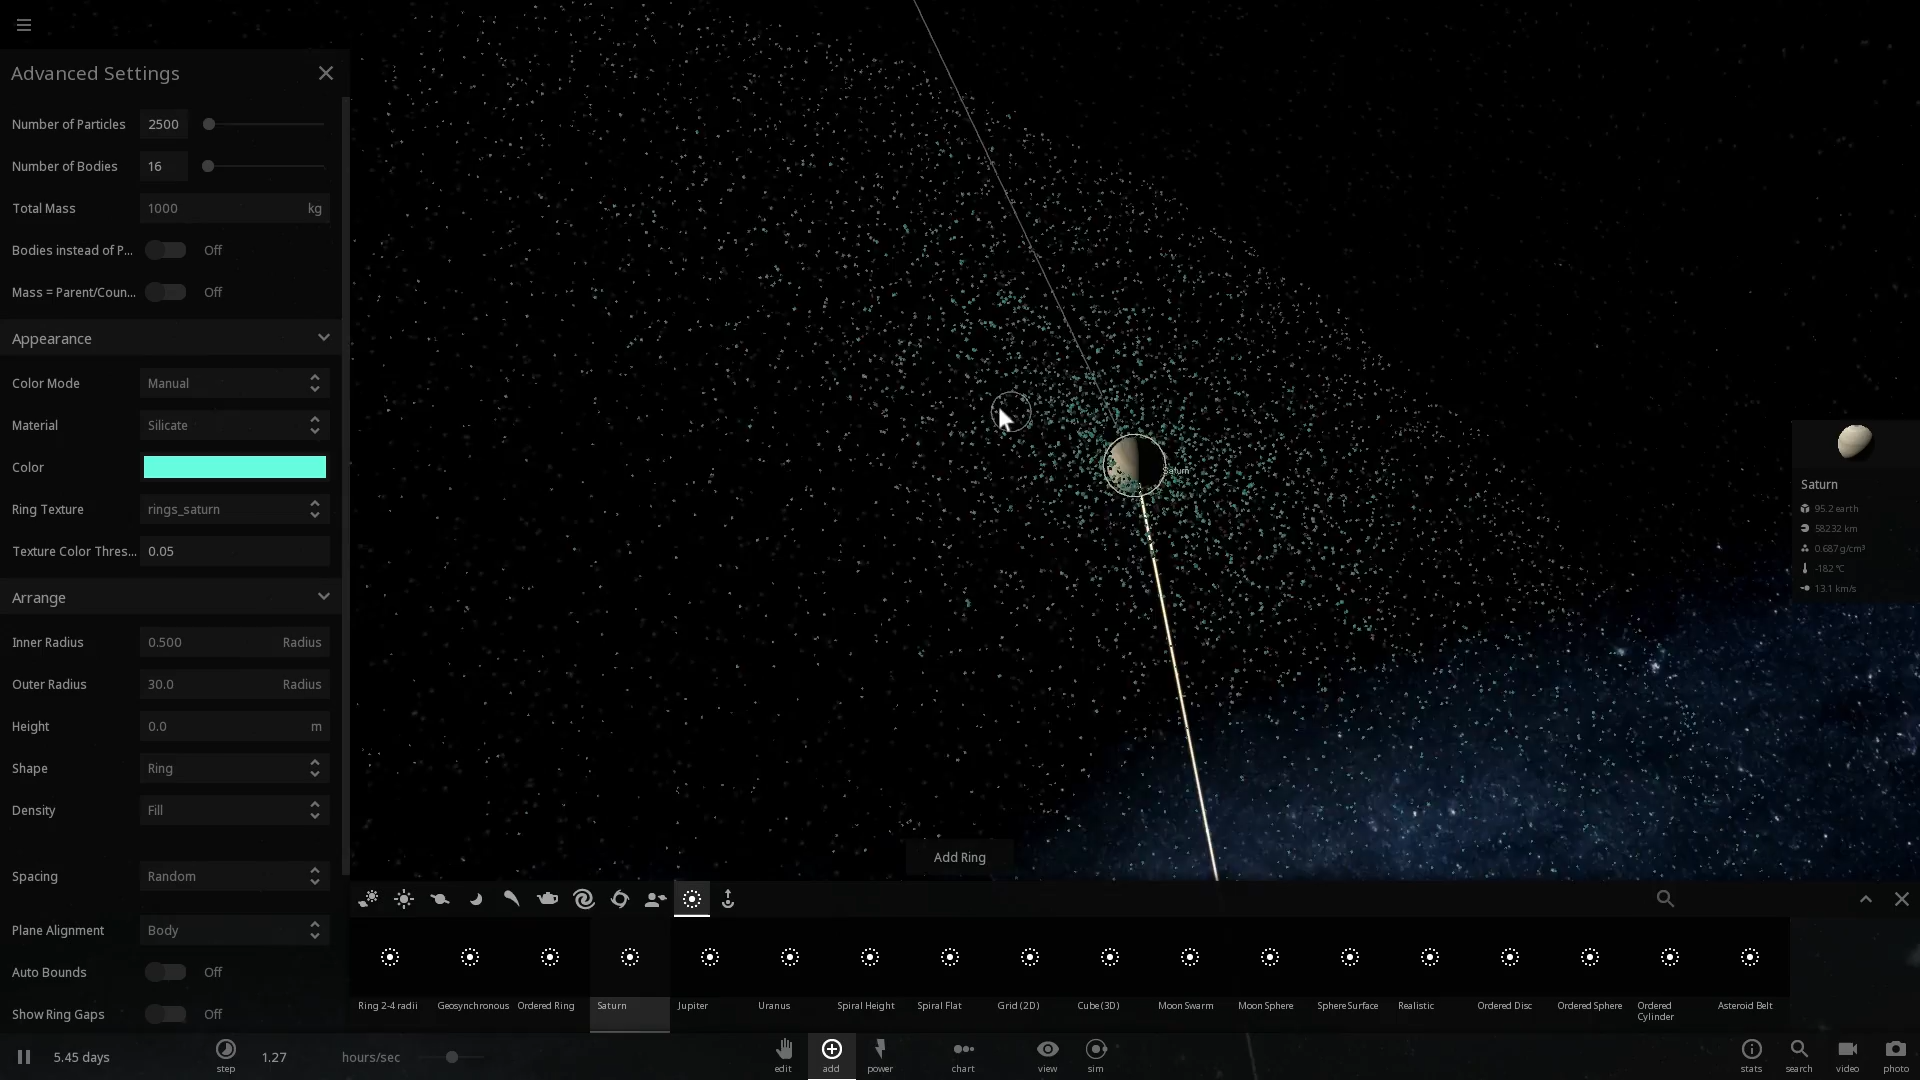 Advanced Settings
Number of Particles 2500
Number of Bodies 16
Total Mass 1000 kg
Bodies instead of P... Off
Mass = Parent/Coun... Off
Appearance
Color Mode Manual
Material Silicate
Color
Ring Texture rings_saturn
Texture Color Thres... 0.05
Arrange
Inner Radius 0.500 Radius
Outer Radius 30.0 Radius
Height 0.0 m
Shape Ring
Density Fill
Spacing Random
Plane Alignment Body
Auto Bounds Off
Show Ring Gaps Off
Saturn
Saturn
95.2 earth
58232 km
0.687 g/cm³
-182 °C
13.1 km/s
Add Ring
Ring 2-4 radii Geosynchronous Ordered Ring Saturn Jupiter Uranus Spiral Height Spiral Flat Grid (2D) Cube (3D) Moon Swarm Moon Sphere Sphere Surface Realistic Ordered Disc Ordered Sphere Ordered Cylinder Asteroid Belt
5.45 days step 1.27 hours/sec edit add power chart view sim stats search video photo